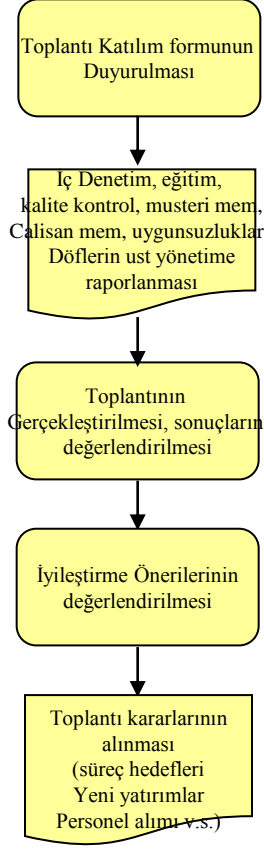 Toplantı Katılım formunun
Duyurulması
İç Denetim, eğitim,
kalite kontrol, musteri mem,
Calisan mem, uygunsuzluklar
Döflerin ust yönetime
raporlanması
Toplantının
Gerçekleştirilmesi, sonuçların
değerlendirilmesi
İyileştirme Önerilerinin
değerlendirilmesi
Toplantı kararlarının
alınması
(süreç hedefleri
Yeni yatırımlar
Personel alımı v.s.)